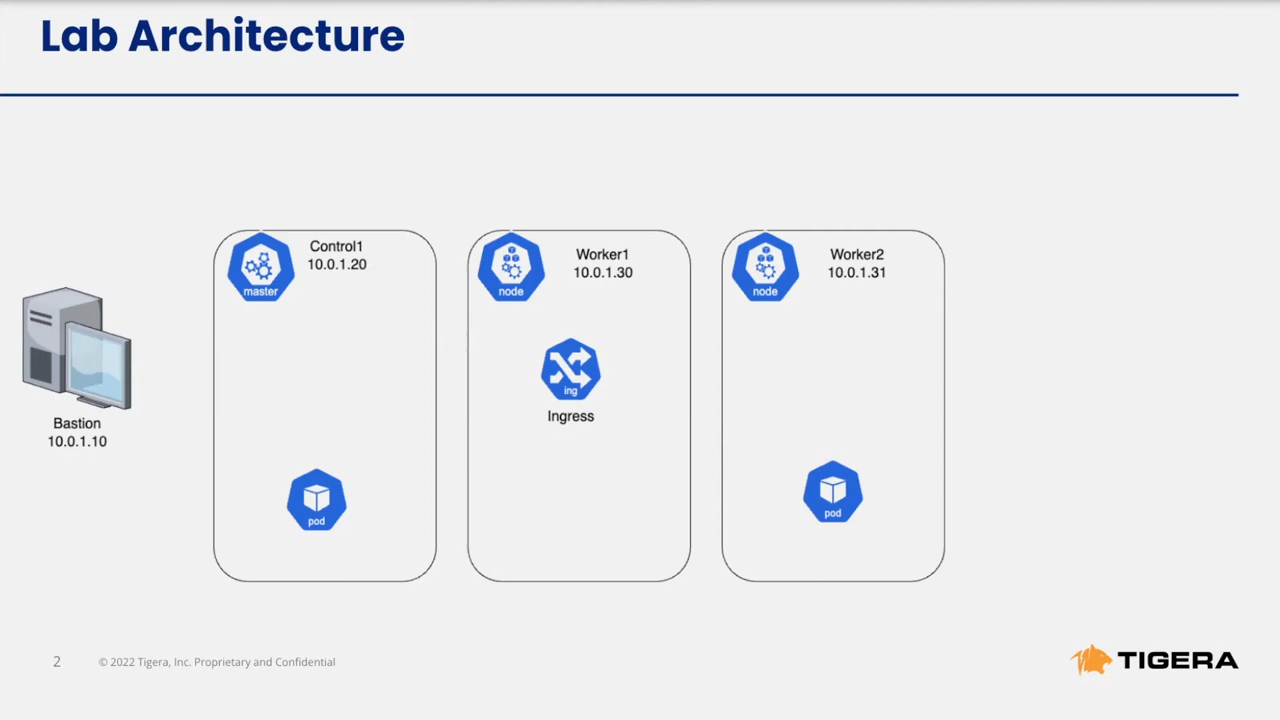 Lab Architecture
master
Control1
10.0.1.20
pod
node
Worker1
10.0.1.30
ing
Ingress
node
Worker2
10.0.1.31
pod
Bastion
10.0.1.10
2
© 2022 Tigera, Inc. Proprietary and Confidential
TIGERA